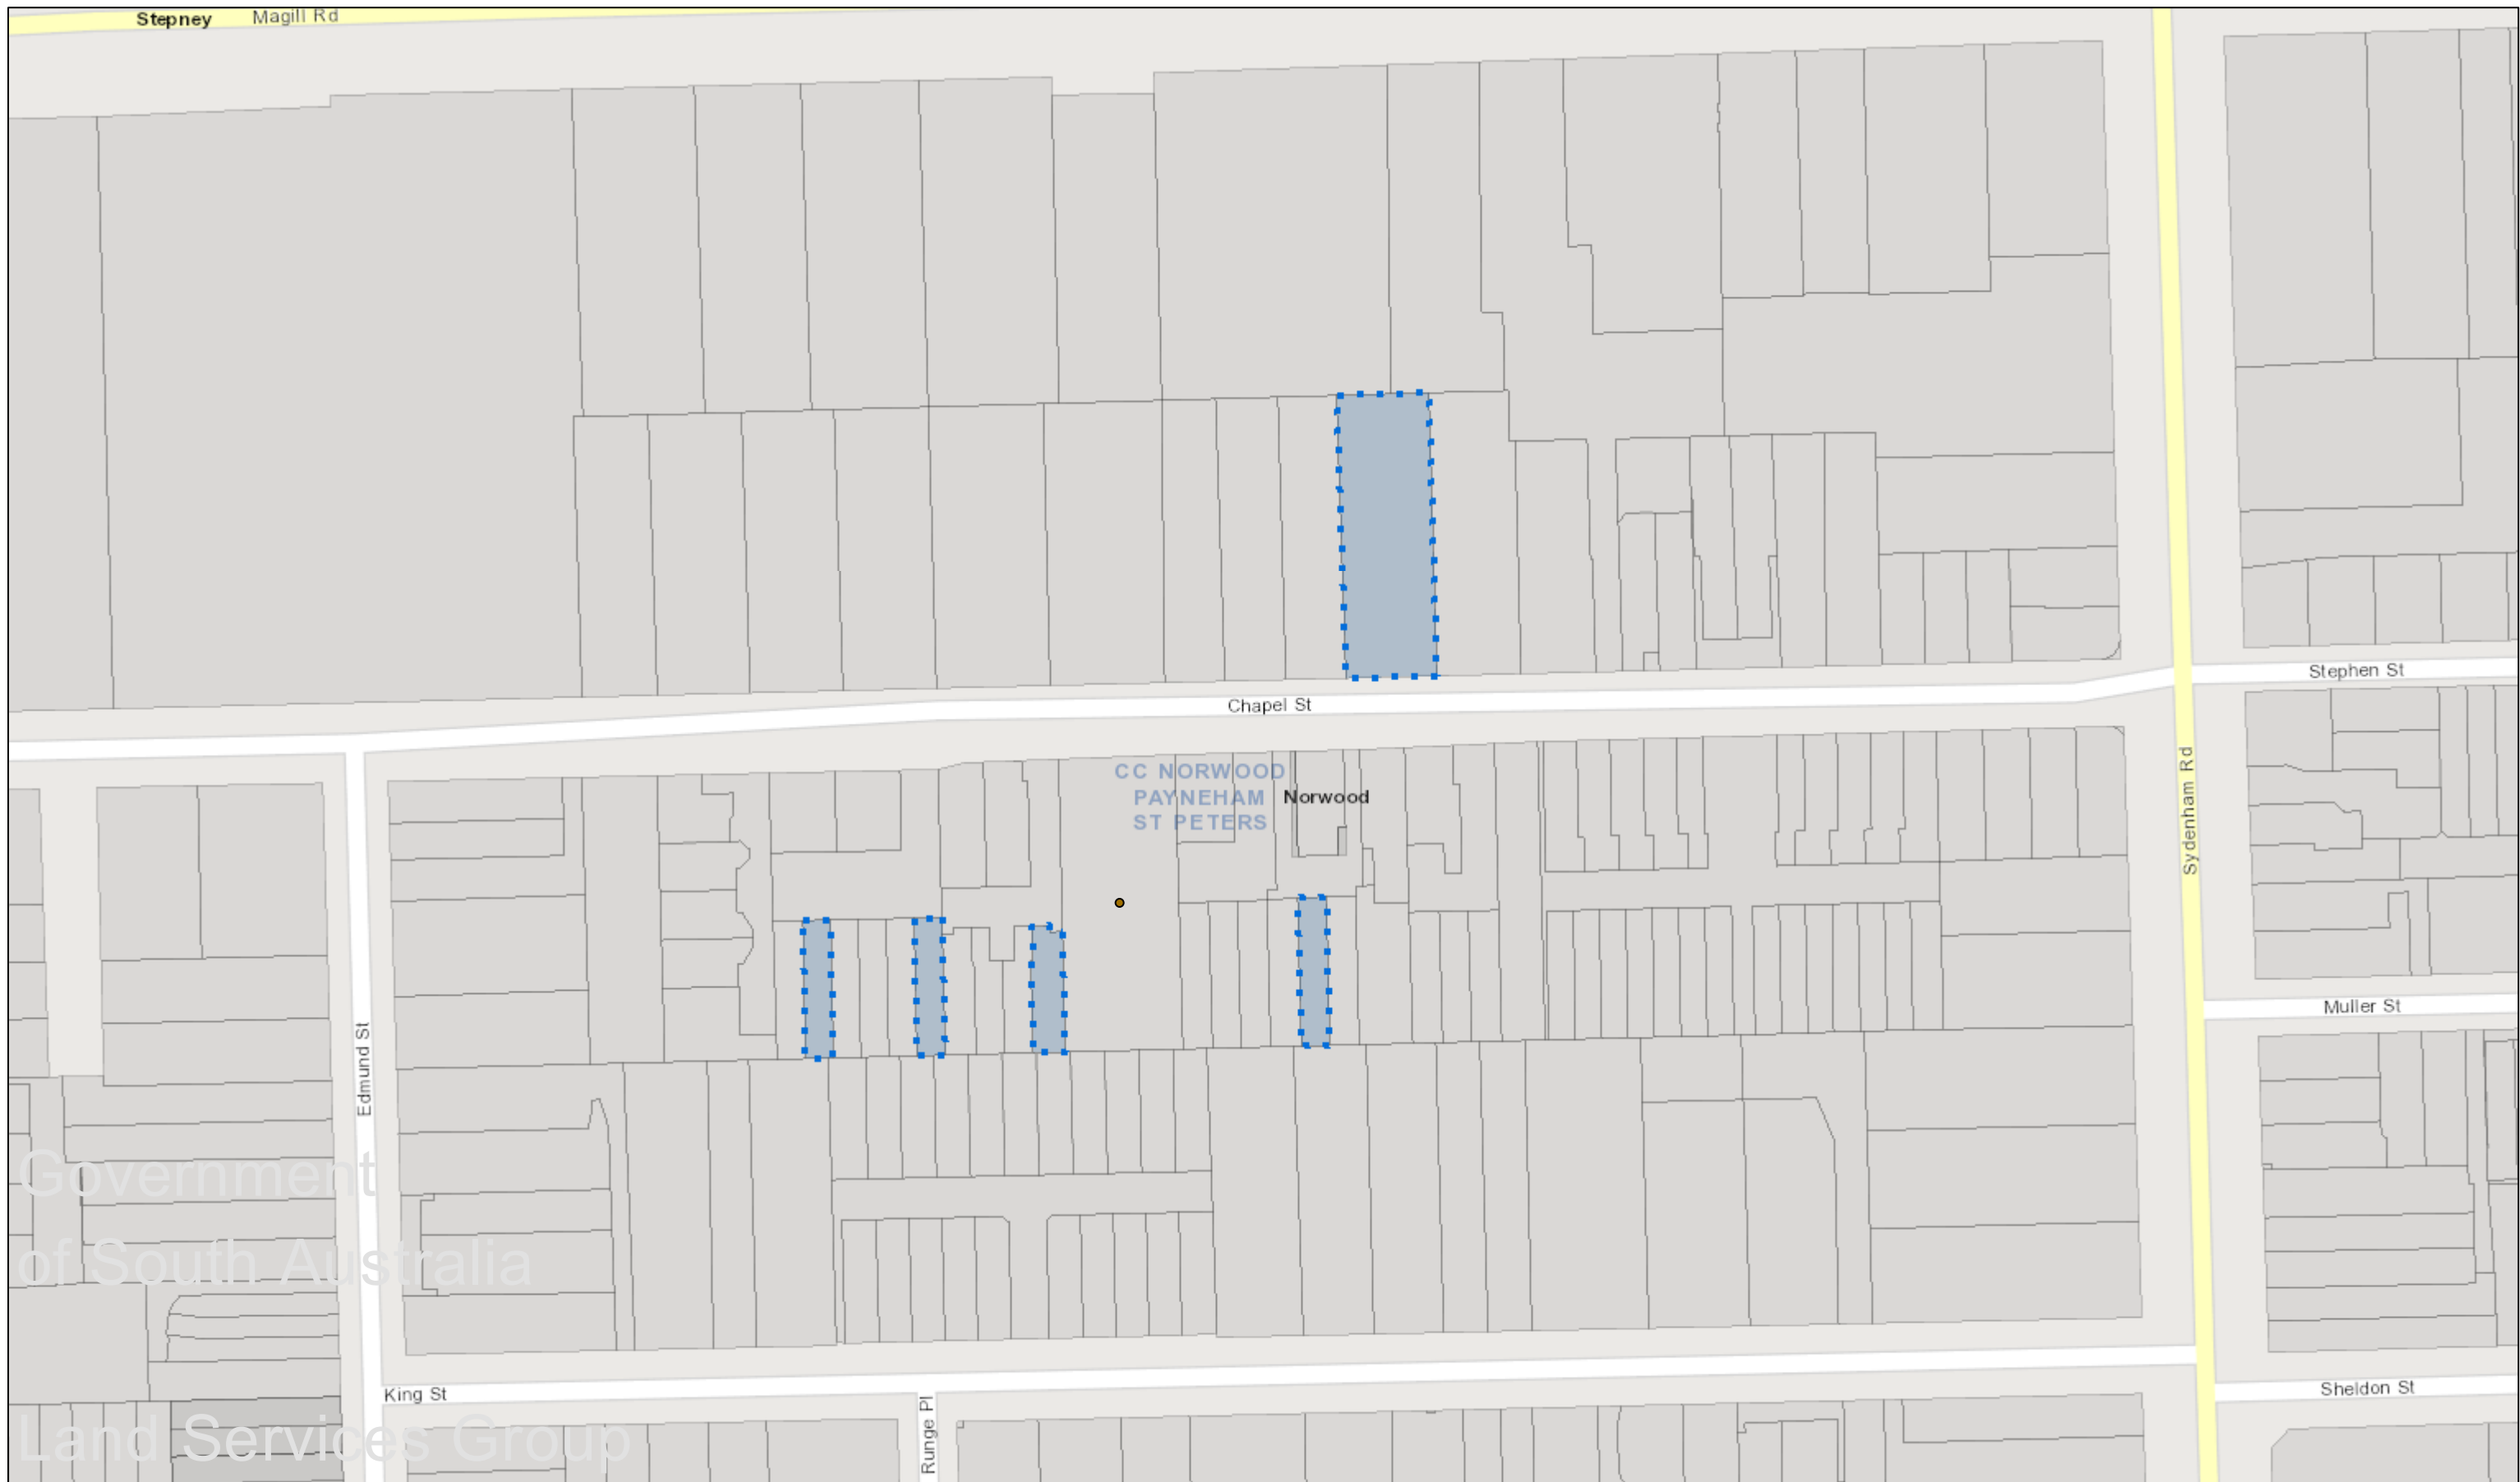 Stepney
Magill Rd
Stephen St
Chapel St
CC NORWOOD
PAYNEHAM
ST PETERS
Norwood
Sydenham Rd
Muller St
Edmund St
Government
of South Australia
Land Services Group
King St
Runge Pl
Sheldon St